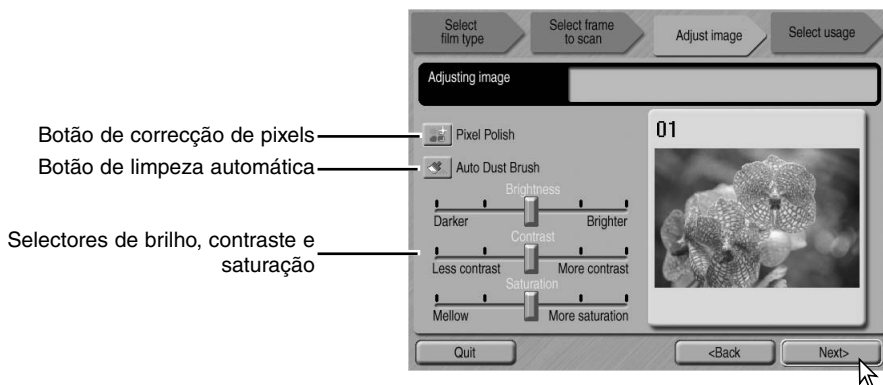 Select
film type
Select frame
to scan
Adjust image
Select usage
Adjusting image
Botão de correcção de pixels
Pixel Polish
01
Botão de limpeza automática
Auto Dust Brush
Brightness
Darker
Brighter
Selectores de brilho, contraste e
saturação
Contrast
Less contrast
More contrast
Saturation
Mellow
More saturation
Quit
<Back
Next>